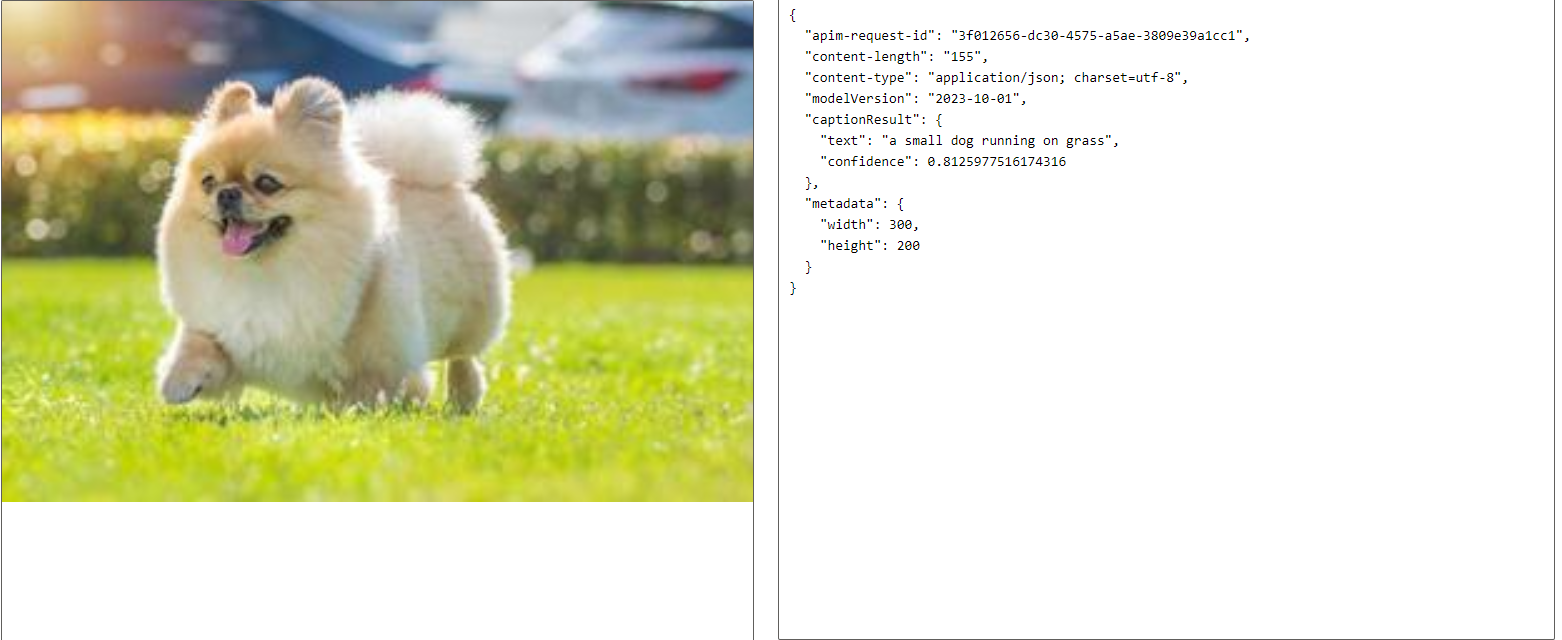 {
"apim-request-id": "3f012656-dc30-4575-a5ae-3809e39a1cc1",
"content-length": "155",
"content-type": "application/json; charset=utf-8",
"modelVersion": "2023-10-01",
"captionResult": {
"text": "a small dog running on grass",
"confidence": 0.8125977516174316
},
"metadata": {
"width": 300,
"height": 200
}
}